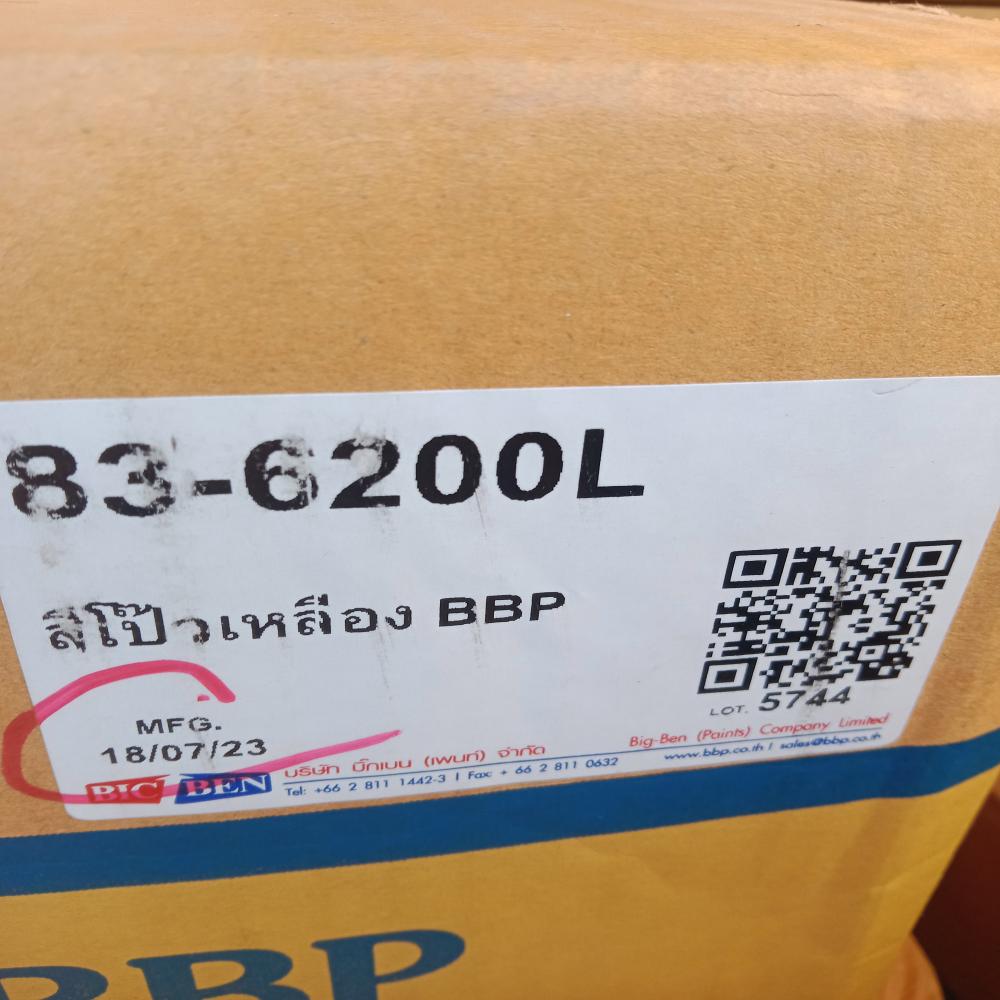 83-6200L
สีโป๊วเหลือง BBP
LOT. 5744
MFG.
18/07/23
BIG BEN
บริษัท บิ๊กเบน (เพนท์) จำกัด
Tel: +66 2 811 1442-3 | Fax: + 66 2 811 0632
Big-Ben (Paints) Company Limited
www.bbp.co.th | sales@bbp.co.th
BBP